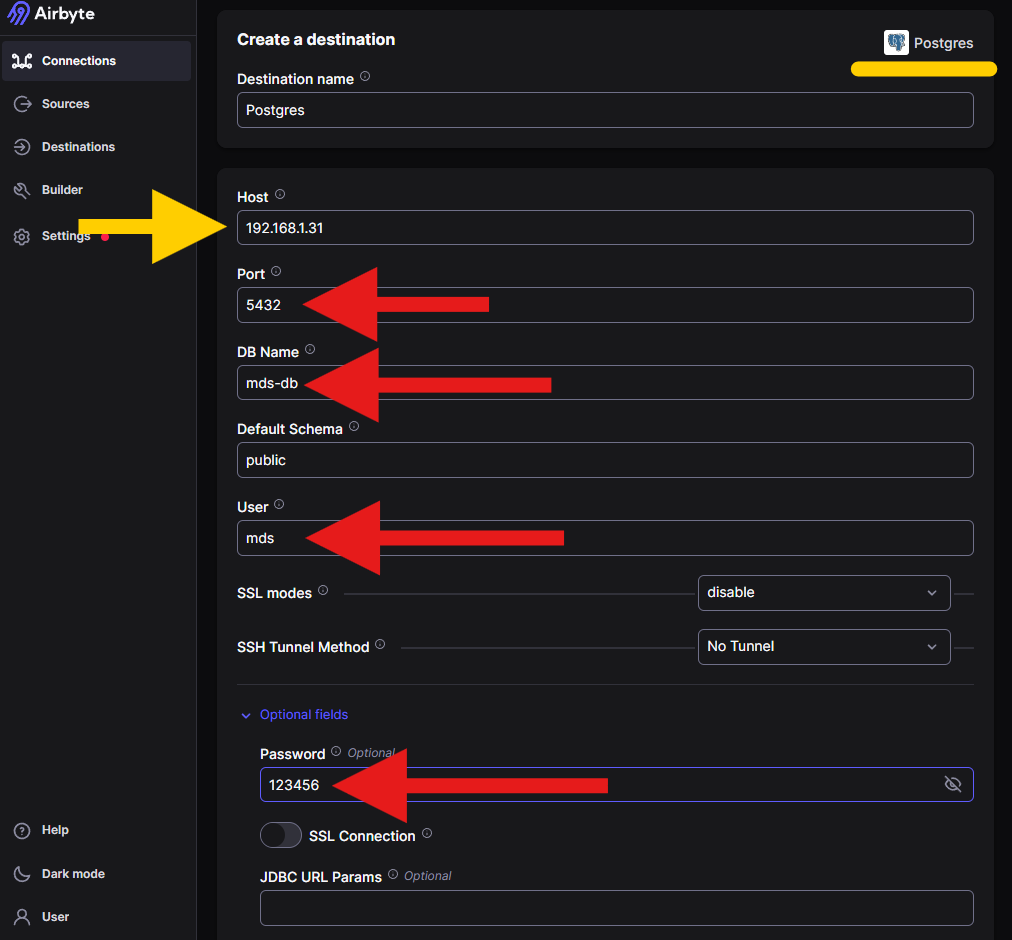 Airbyte
Connections
Sources
Destinations
Builder
Settings
Help
Dark mode
User
Create a destination
Postgres
Destination name
Postgres
Host
192.168.1.31
Port
5432
DB Name
mds-db
Default Schema
public
User
mds
SSL modes
disable
SSH Tunnel Method
No Tunnel
Optional fields
Password Optional
123456
SSL Connection
JDBC URL Params Optional